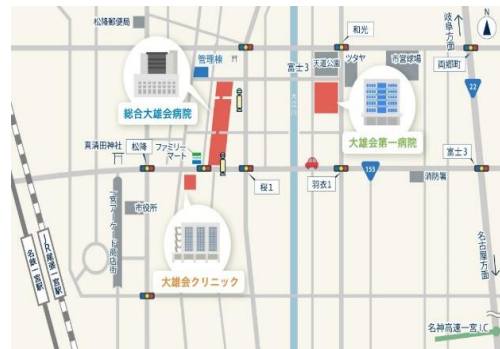 松降郵便局
和光
N
岐阜方面
両郷町
22
管理棟
富士3
天道公園
ツタヤ
市営球場
総合大雄会病院
大雄会第一病院
真清田神社
松降
ファミリー
マート
桜1
羽衣1
155
消防署
富士3
市役所
一宮アーケード商店街
大雄会クリニック
名鉄一宮駅
JR尾張一宮駅
名古屋方面
名神高速一宮I.C